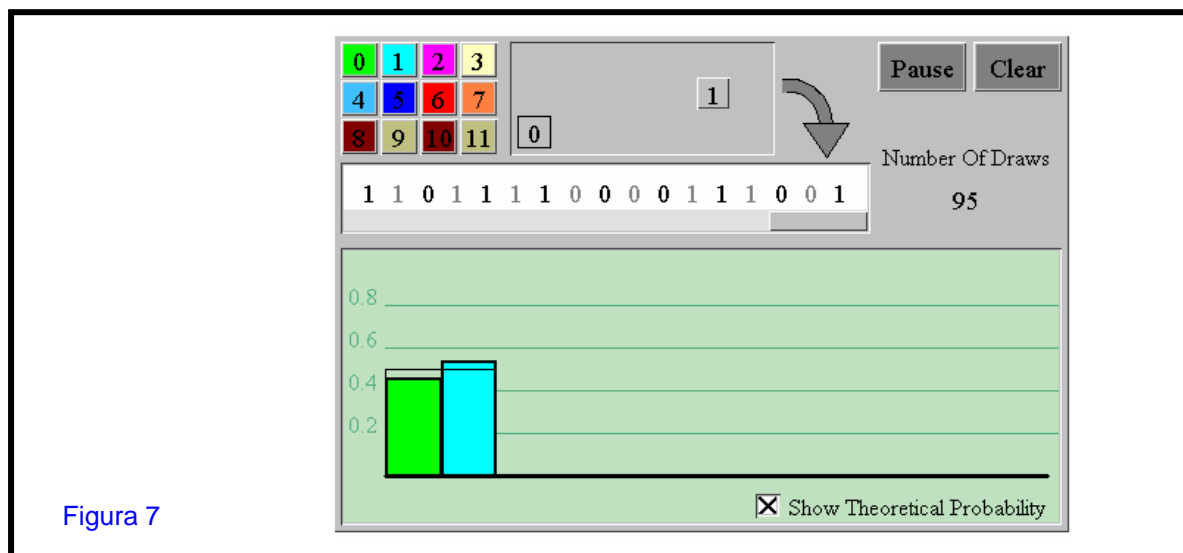 0 1 2 3
4 5 6 7
8 9 10 11
1
0
Pause Clear
Number Of Draws
95
1 1 0 1 1 1 1 0 0 0 0 1 1 1 0 0 1
0.8
0.6
0.4
0.2
Show Theoretical Probability
Figura 7